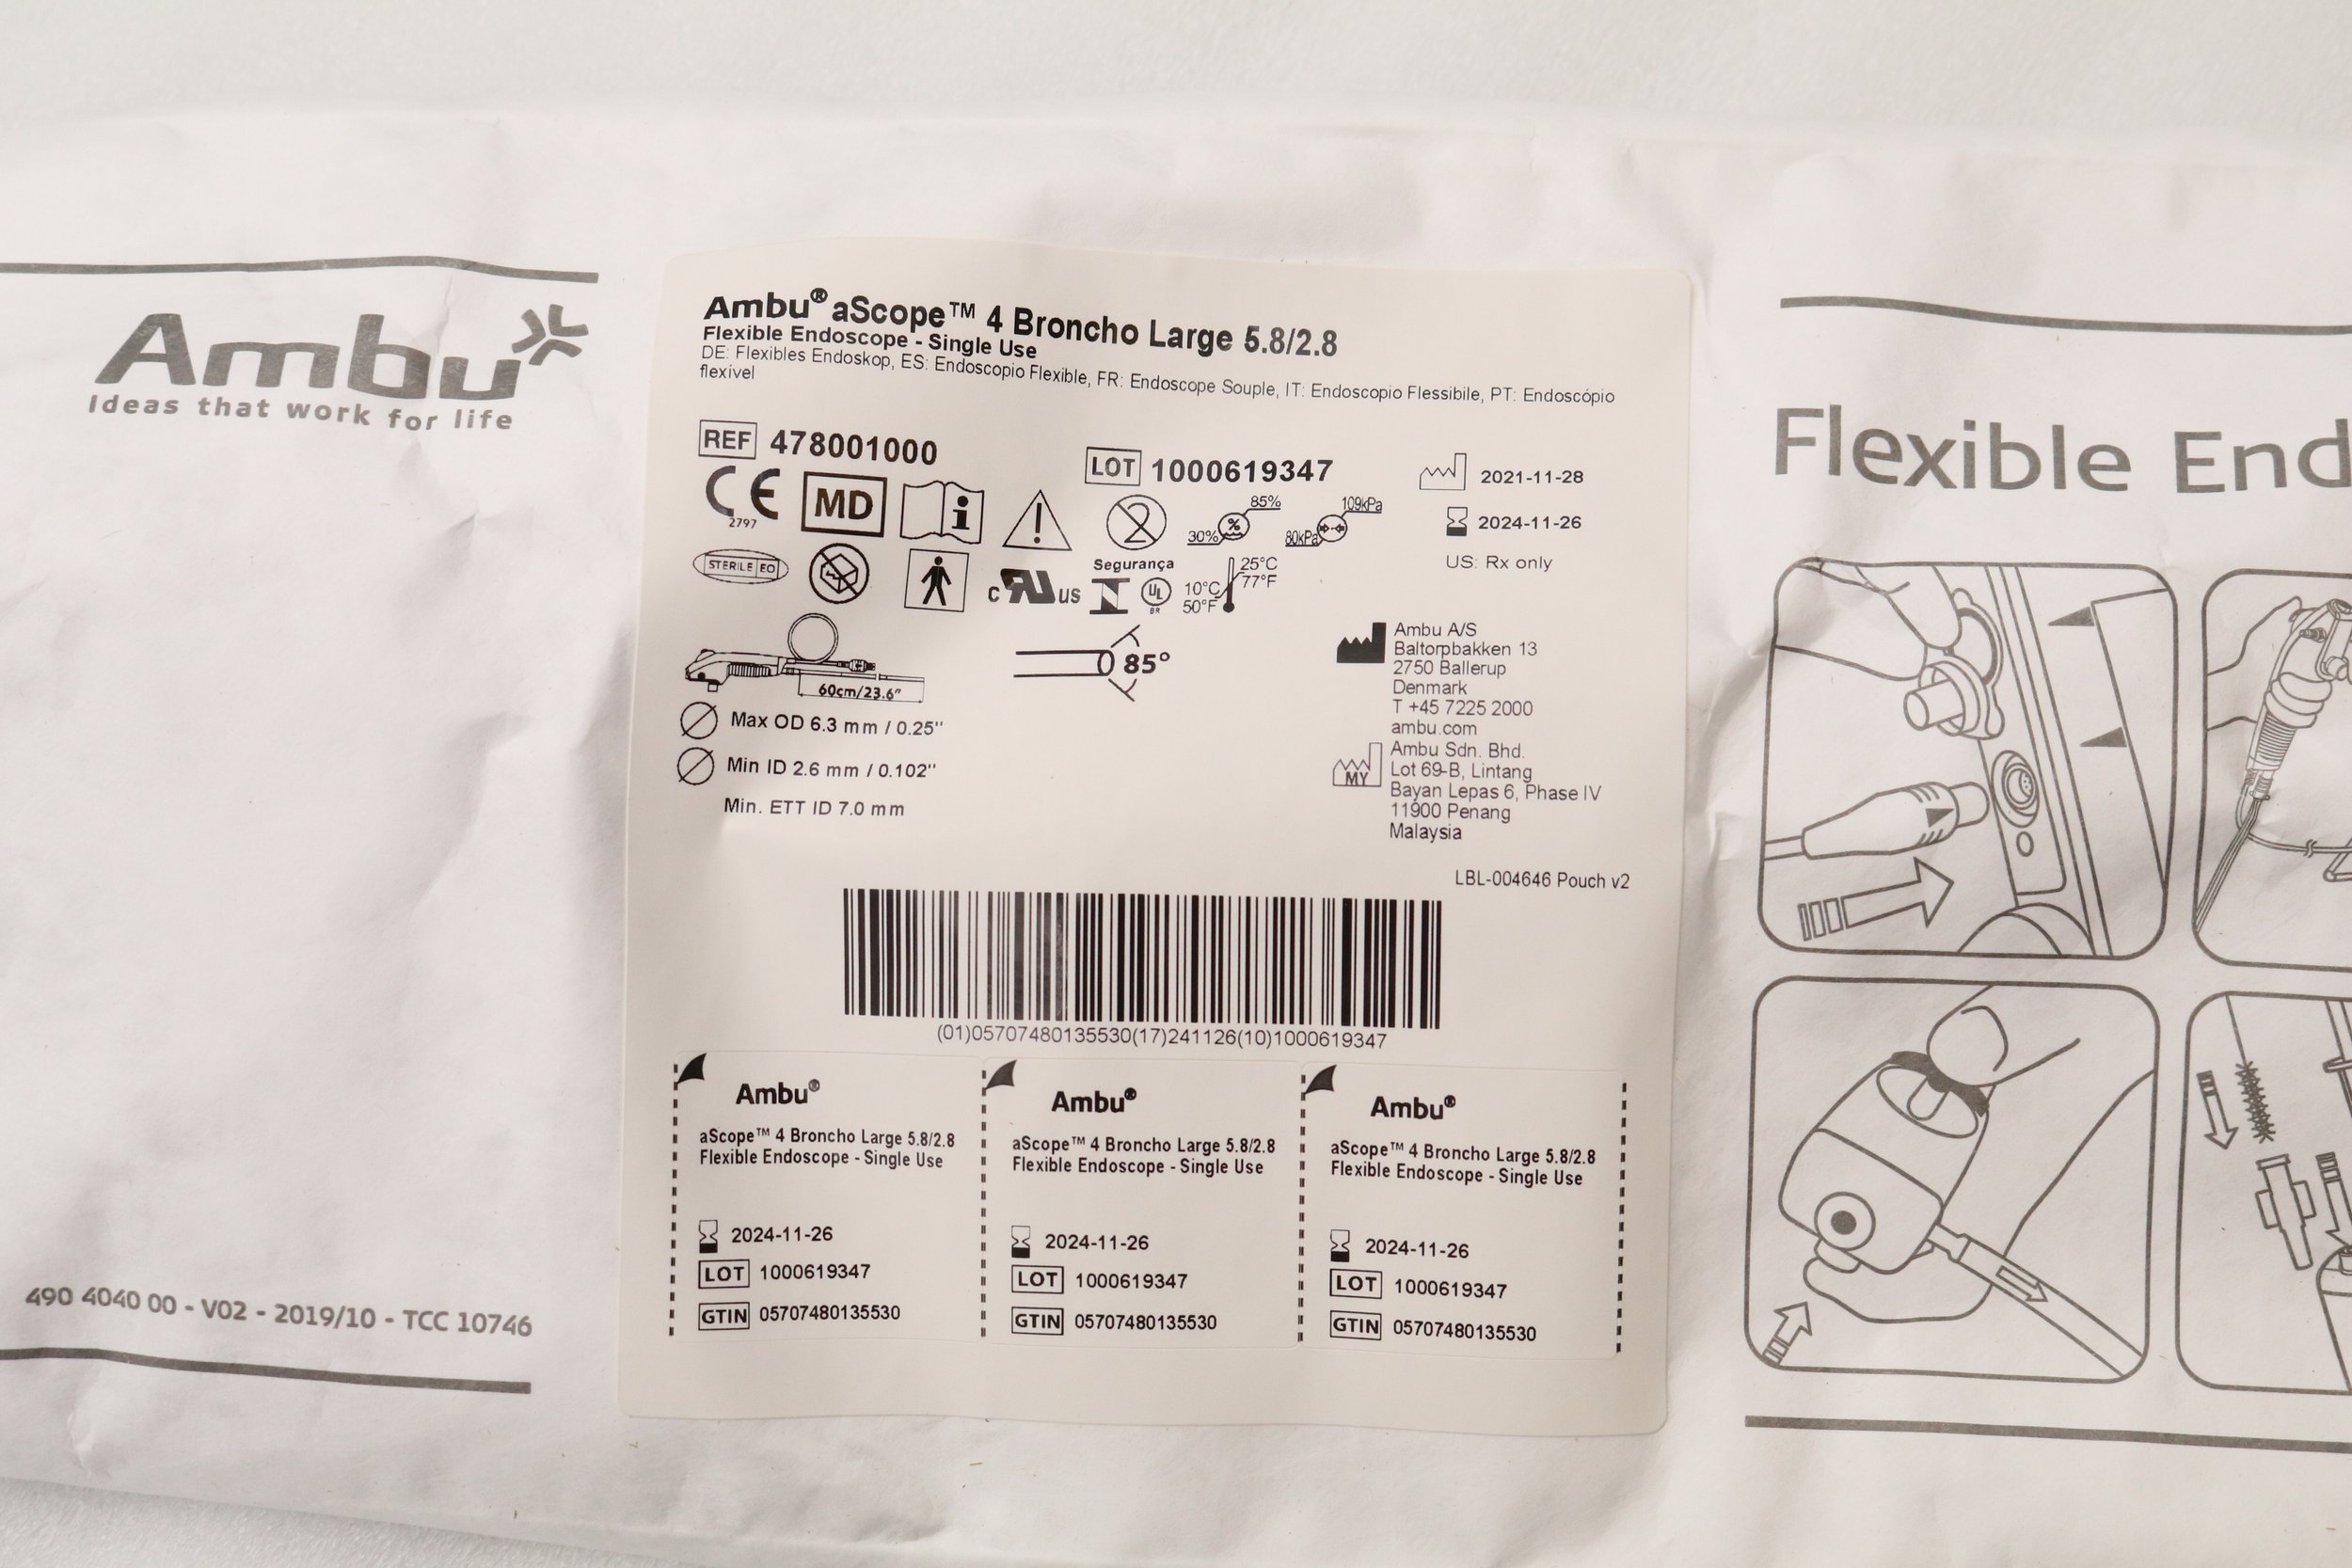 Ambu
Ideas that work for life
490 4040 00 - V02 - 2019/10 - TCC 10746
Ambu® aScope™ 4 Broncho Large 5.8/2.8
Flexible Endoscope - Single Use
DE: Flexibles Endoskop, ES: Endoscopio Flexible, FR: Endoscope Souple, IT: Endoscopio Flessibile, PT: Endoscópio
flexível
REF 478001000
LOT 1000619347
2021-11-28
2024-11-26
US: Rx only
CE
2797
MD
i
!
2
85%
%
30%
109kPa
80kPa
STERILE EO
c RU us
Segurança
UL
BR
25°C
77°F
10°C
50°F
60cm/23.6"
85°
Max OD 6.3 mm / 0.25"
Min ID 2.6 mm / 0.102"
Min. ETT ID 7.0 mm
Ambu A/S
Baltorpbakken 13
2750 Ballerup
Denmark
T +45 7225 2000
ambu.com
MY
Ambu Sdn. Bhd.
Lot 69-B, Lintang
Bayan Lepas 6, Phase IV
11900 Penang
Malaysia
LBL-004646 Pouch v2
(01)05707480135530(17)241126(10)1000619347
Ambu®
aScope™ 4 Broncho Large 5.8/2.8
Flexible Endoscope - Single Use
2024-11-26
LOT 1000619347
GTIN 05707480135530
Ambu®
aScope™ 4 Broncho Large 5.8/2.8
Flexible Endoscope - Single Use
2024-11-26
LOT 1000619347
GTIN 05707480135530
Ambu®
aScope™ 4 Broncho Large 5.8/2.8
Flexible Endoscope - Single Use
2024-11-26
LOT 1000619347
GTIN 05707480135530
Flexible End